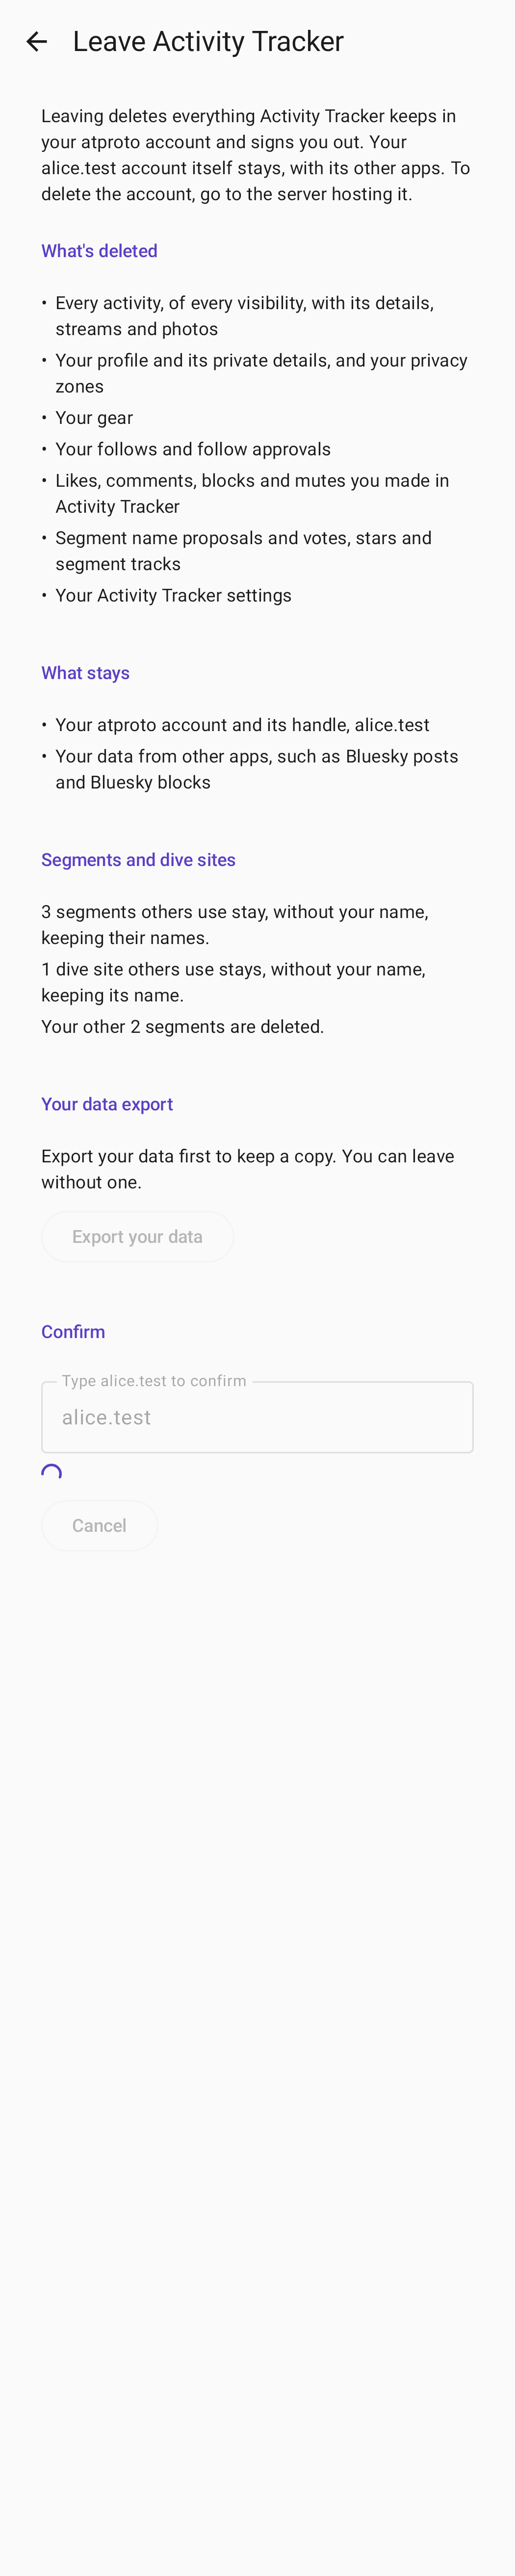 Leave Activity Tracker
Leaving deletes everything Activity Tracker keeps in
your atproto account and signs you out. Your
alice.test account itself stays, with its other apps. To
delete the account, go to the server hosting it.
What's deleted
• Every activity, of every visibility, with its details,
streams and photos
• Your profile and its private details, and your privacy
zones
• Your gear
• Your follows and follow approvals
• Likes, comments, blocks and mutes you made in
Activity Tracker
• Segment name proposals and votes, stars and
segment tracks
• Your Activity Tracker settings
What stays
• Your atproto account and its handle, alice.test
• Your data from other apps, such as Bluesky posts
and Bluesky blocks
Segments and dive sites
3 segments others use stay, without your name,
keeping their names.
1 dive site others use stays, without your name,
keeping its name.
Your other 2 segments are deleted.
Your data export
Export your data first to keep a copy. You can leave
without one.
Export your data
Confirm
Type alice.test to confirm
alice.test
Cancel